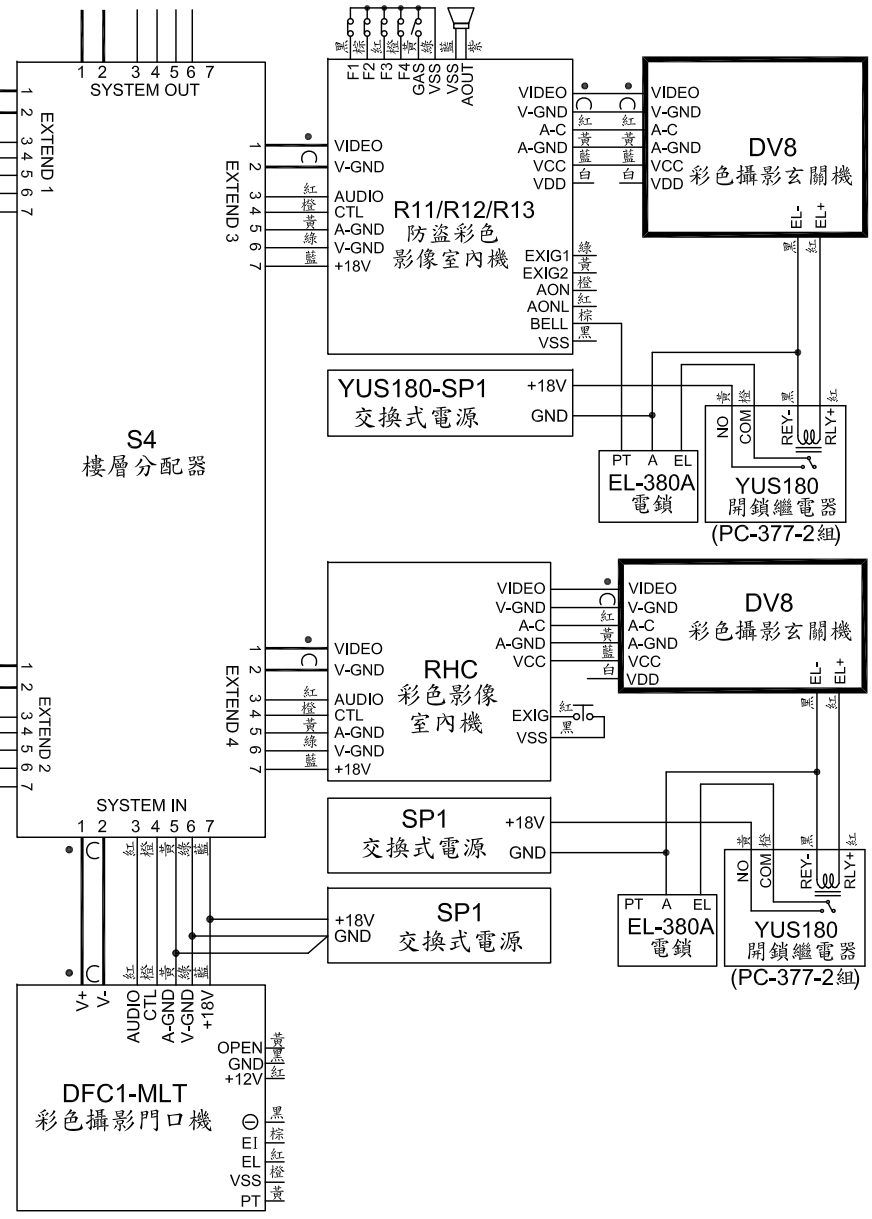 1 2 3 4 5 6 7
SYSTEM OUT
1
2
3
4
5
6
7
EXTEND 1
EXTEND 3
1
2
3
4
5
6
7
紅
橙
黃
綠
藍
S4
樓層分配器
1
2
3
4
5
6
7
EXTEND 2
EXTEND 4
1
2
3
4
5
6
7
紅
橙
黃
綠
藍
SYSTEM IN
1 2 3 4 5 6 7
紅 橙 黃 綠 藍
黑 棕 紅 橙 黃 綠 藍 紫
F1 F2 F3 F4 GAS VSS VSS AOUT
VIDEO
V-GND
AUDIO
CTL
A-GND
V-GND
+18V
R11/R12/R13
防盜彩色
影像室內機
VIDEO
V-GND
A-C 紅 紅
A-GND 黃 黃
VCC 藍 藍
VDD 白 白
EXIG1 綠
EXIG2 黃
AON 橙
AONL 紅
BELL 棕
VSS 黑
VIDEO
V-GND
A-C
A-GND
VCC
VDD
DV8
彩色攝影玄關機
EL- EL+
黑 紅
YUS180-SP1
交換式電源
+18V
GND
PT A EL
EL-380A
電鎖
黃 橙 黑 紅
NO COM REY- RLY+
YUS180
開鎖繼電器
(PC-377-2組)
VIDEO
V-GND
AUDIO
CTL
A-GND
V-GND
+18V
RHC
彩色影像
室內機
VIDEO
V-GND
A-C 紅
A-GND 黃
VCC 藍
白
EXIG 紅
VSS 黑
VIDEO
V-GND
A-C
A-GND
VCC
VDD
DV8
彩色攝影玄關機
EL- EL+
黑 紅
SP1
交換式電源
+18V
GND
PT A EL
EL-380A
電鎖
黃 橙 黑 紅
NO COM REY- RLY+
YUS180
開鎖繼電器
(PC-377-2組)
+18V
GND
SP1
交換式電源
紅 橙 黃 綠 藍
V+ V- AUDIO CTL A-GND V-GND +18V
DFC1-MLT
彩色攝影門口機
OPEN 黃
GND 黑
+12V 紅
⊖ 黑
EI 棕
EL 紅
VSS 橙
PT 黃